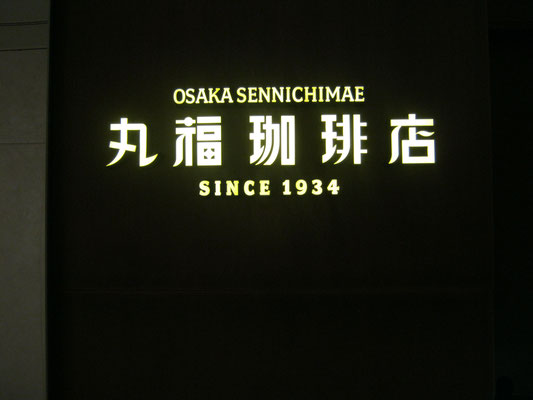 OSAKA SENNICHIMAE
丸福珈琲店
SINCE 1934